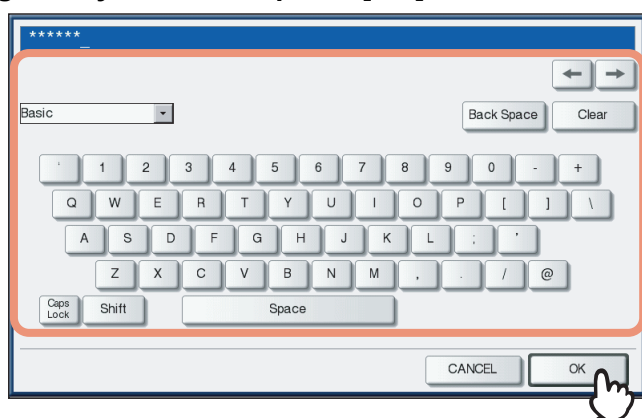 ******_
← →
Basic Back Space Clear
` 1 2 3 4 5 6 7 8 9 0 - +
Q W E R T Y U I O P [ ] \
A S D F G H J K L ; '
Z X C V B N M , . / @
Caps Lock Shift Space
CANCEL OK